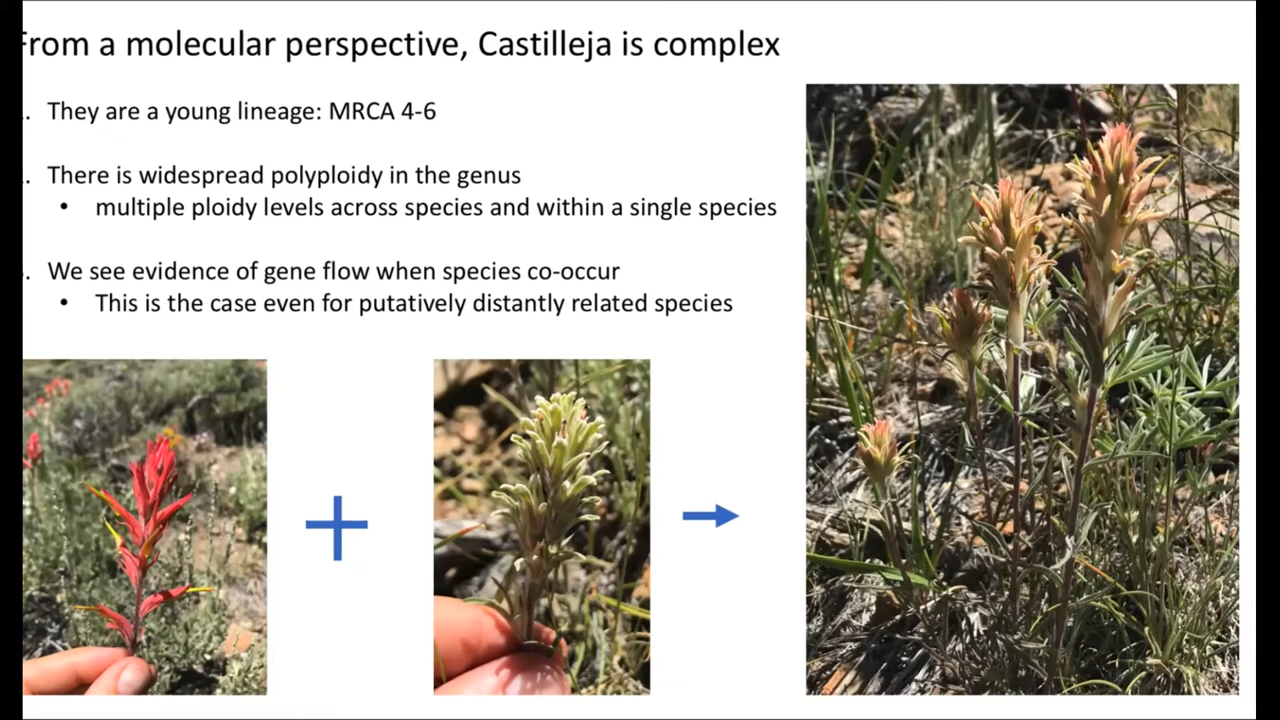 From a molecular perspective, Castilleja is complex
. They are a young lineage: MRCA 4-6
. There is widespread polyploidy in the genus
• multiple ploidy levels across species and within a single species
. We see evidence of gene flow when species co-occur
• This is the case even for putatively distantly related species